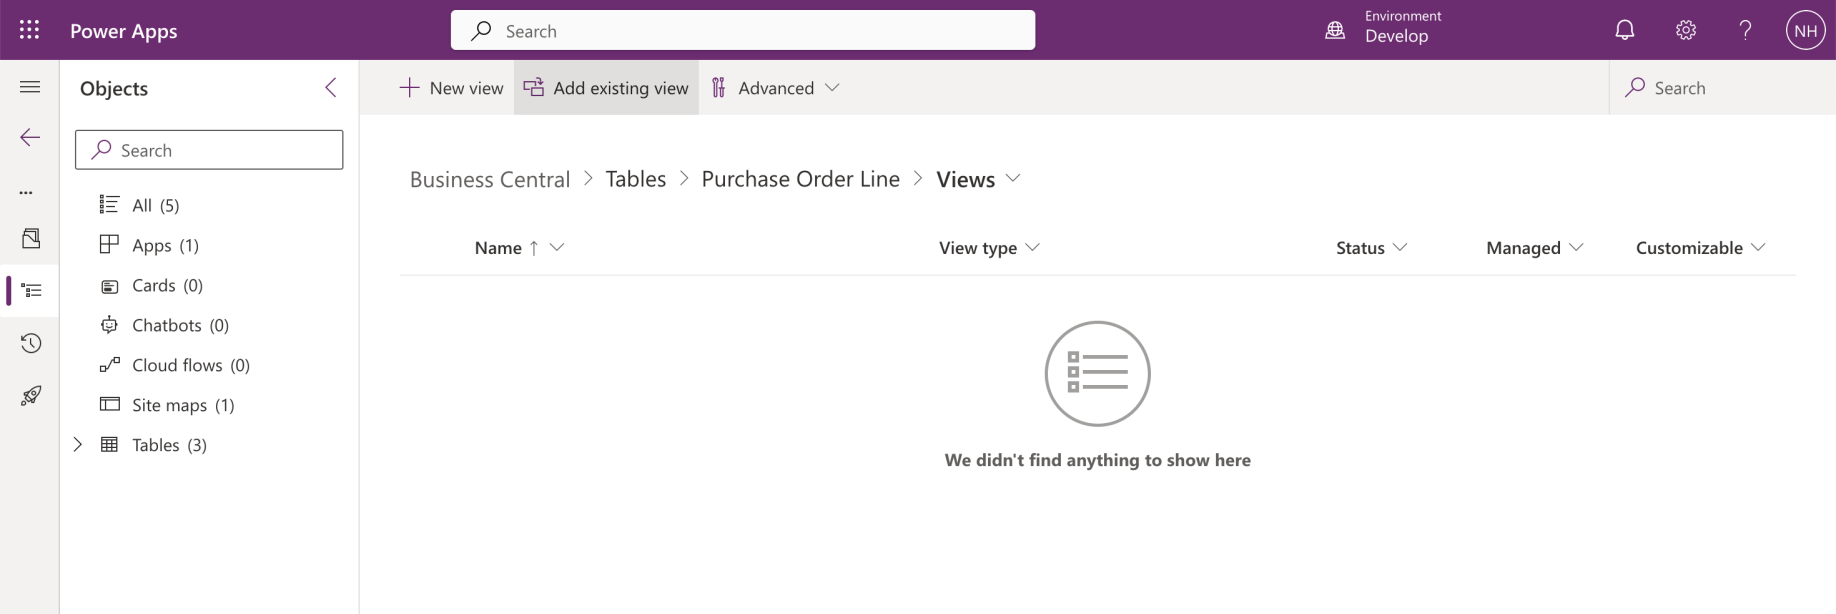 Power Apps
Search
Environment
Develop
?
NH
Objects
Search
All (5)
Apps (1)
Cards (0)
Chatbots (0)
Cloud flows (0)
Site maps (1)
Tables (3)
New view
Add existing view
Advanced
Search
Business Central > Tables > Purchase Order Line > Views
Name ↑
View type
Status
Managed
Customizable
We didn't find anything to show here